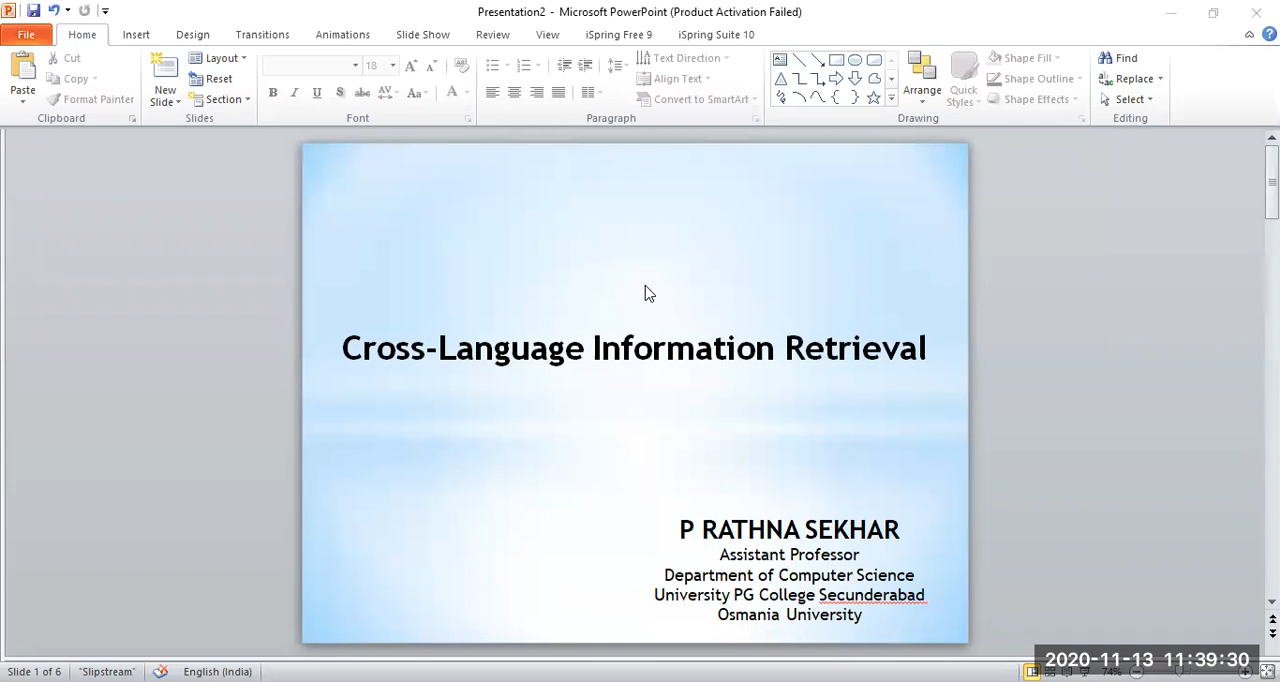 Presentation2 - Microsoft PowerPoint (Product Activation Failed)
File Home Insert Design Transitions Animations Slide Show Review View iSpring Free 9 iSpring Suite 10
Paste
Cut
Copy
Format Painter
Clipboard
New Slide
Layout
Reset
Section
Slides
18
Font
Text Direction
Align Text
Convert to SmartArt
Paragraph
Arrange
Quick Styles
Shape Fill
Shape Outline
Shape Effects
Drawing
Find
Replace
Select
Editing
Cross-Language Information Retrieval
P RATHNA SEKHAR
Assistant Professor
Department of Computer Science
University PG College Secunderabad
Osmania University
Slide 1 of 6 "Slipstream" English (India) 74%
2020-11-13 11:39:30